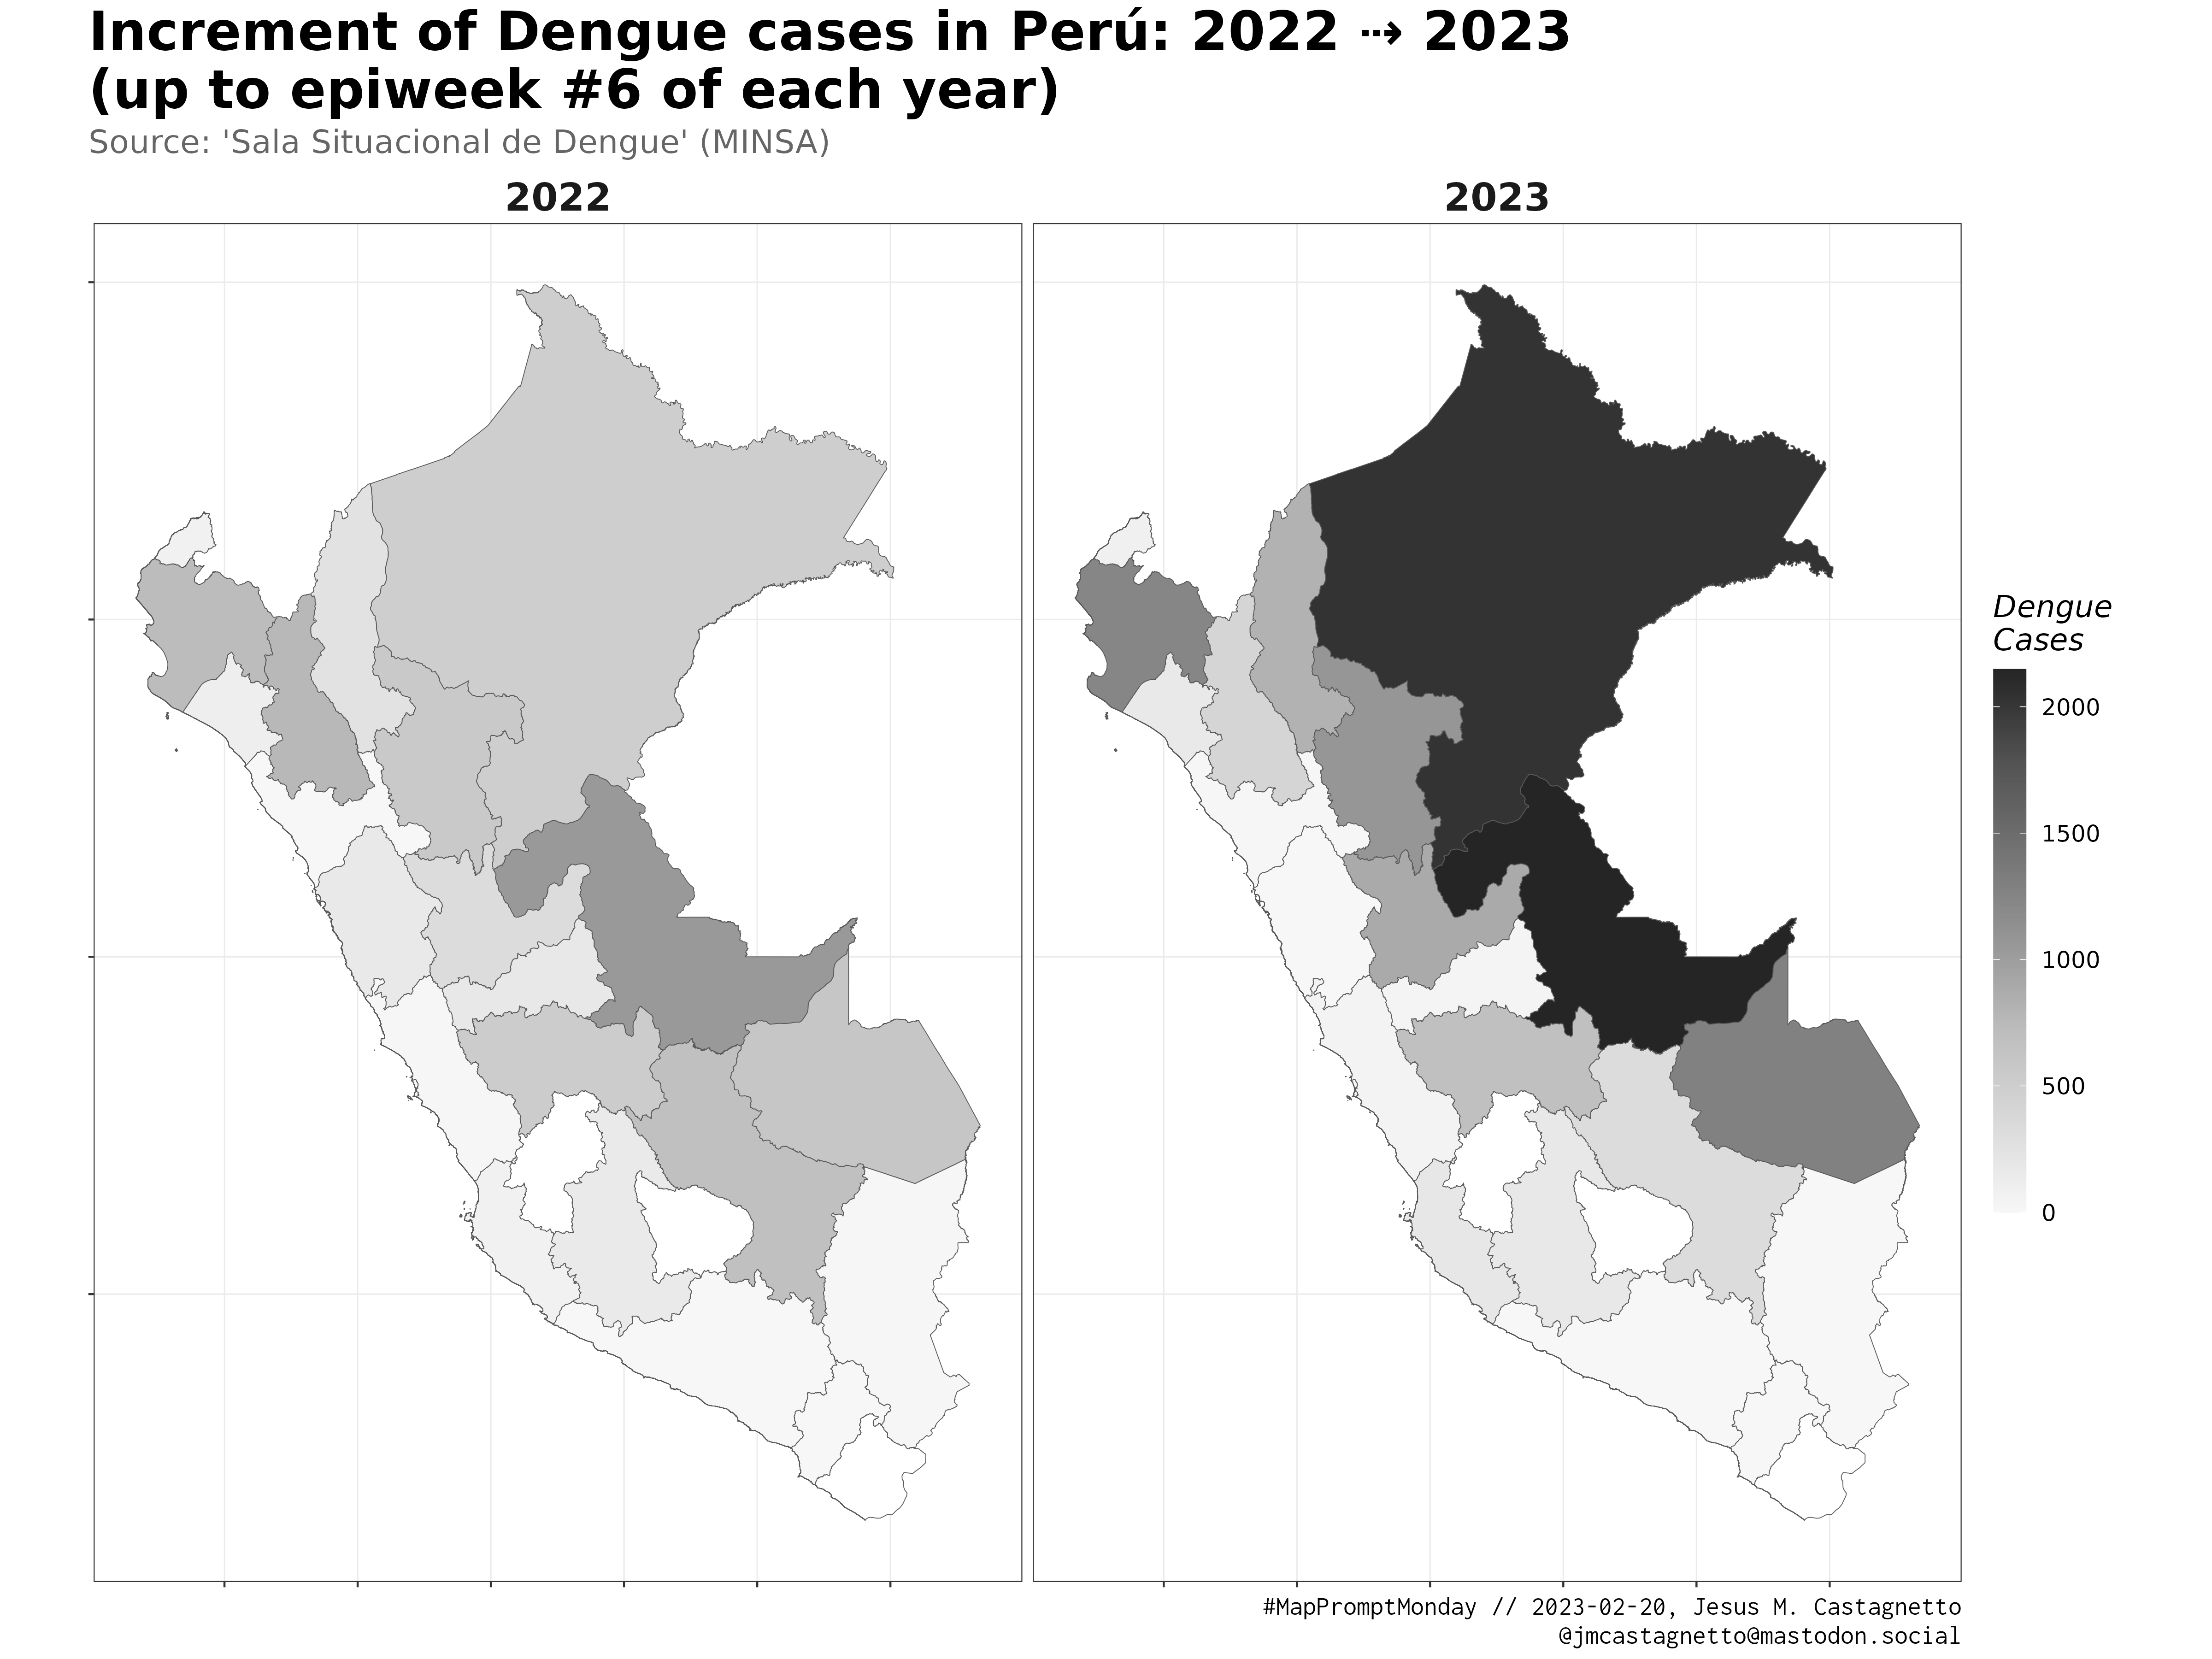 Increment of Dengue cases in Perú: 2022 ⇢ 2023
(up to epiweek #6 of each year)
Source: 'Sala Situacional de Dengue' (MINSA)
2022
2023
Dengue
Cases
2000
1500
1000
500
0
#MapPromptMonday // 2023-02-20, Jesus M. Castagnetto
@jmcastagnetto@mastodon.social